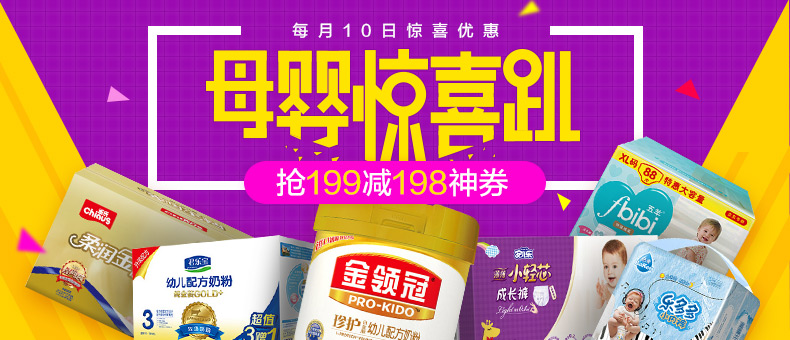 每月10日惊喜优惠
母婴惊喜跳
抢199减198神券
Chiaus
柔润金
君乐宝
幼儿配方奶粉
3
超值
3赠1
金领冠
PRO-KIDO
珍护 幼儿配方奶粉
小轻芯
成长裤
XL码
88
特惠大容量
五羊
fbibi
乐多多